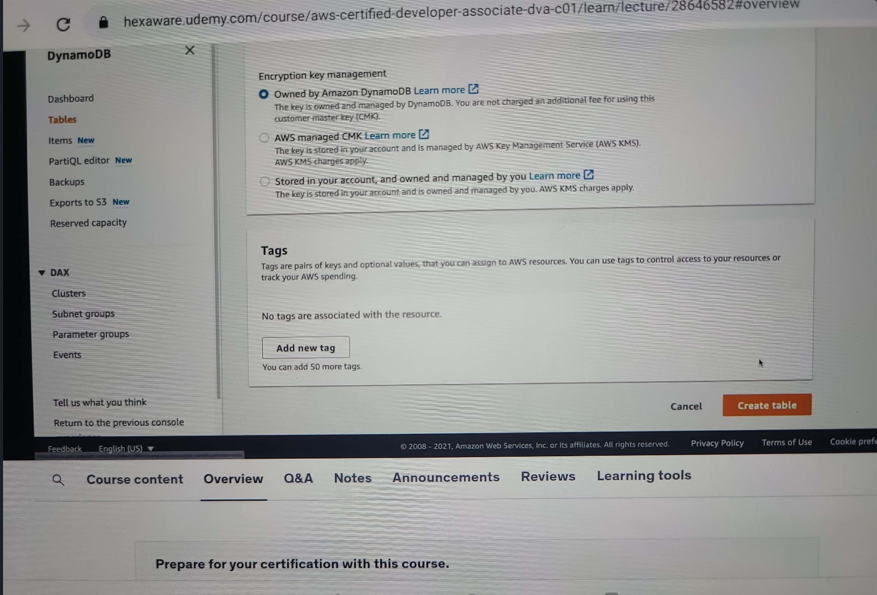 hexaware.udemy.com/course/aws-certified-developer-associate-dva-c01/learn/lecture/28646582#overview
DynamoDB
Dashboard
Tables
Items New
PartiQL editor New
Backups
Exports to S3 New
Reserved capacity
DAX
Clusters
Subnet groups
Parameter groups
Events
Tell us what you think
Return to the previous console
Encryption key management
Owned by Amazon DynamoDB Learn more
The key is owned and managed by DynamoDB. You are not charged an additional fee for using this
customer master key (CMK).
AWS managed CMK Learn more
The key is stored in your account and is managed by AWS Key Management Service (AWS KMS).
AWS KMS charges apply.
Stored in your account, and owned and managed by you Learn more
The key is stored in your account and is owned and managed by you. AWS KMS charges apply.
Tags
Tags are pairs of keys and optional values, that you can assign to AWS resources. You can use tags to control access to your resources or
track your AWS spending.
No tags are associated with the resource.
Add new tag
You can add 50 more tags.
Cancel Create table
Feedback English (US) © 2008 - 2021, Amazon Web Services, Inc. or its affiliates. All rights reserved. Privacy Policy Terms of Use Cookie
Course content Overview Q&A Notes Announcements Reviews Learning tools
Prepare for your certification with this course.